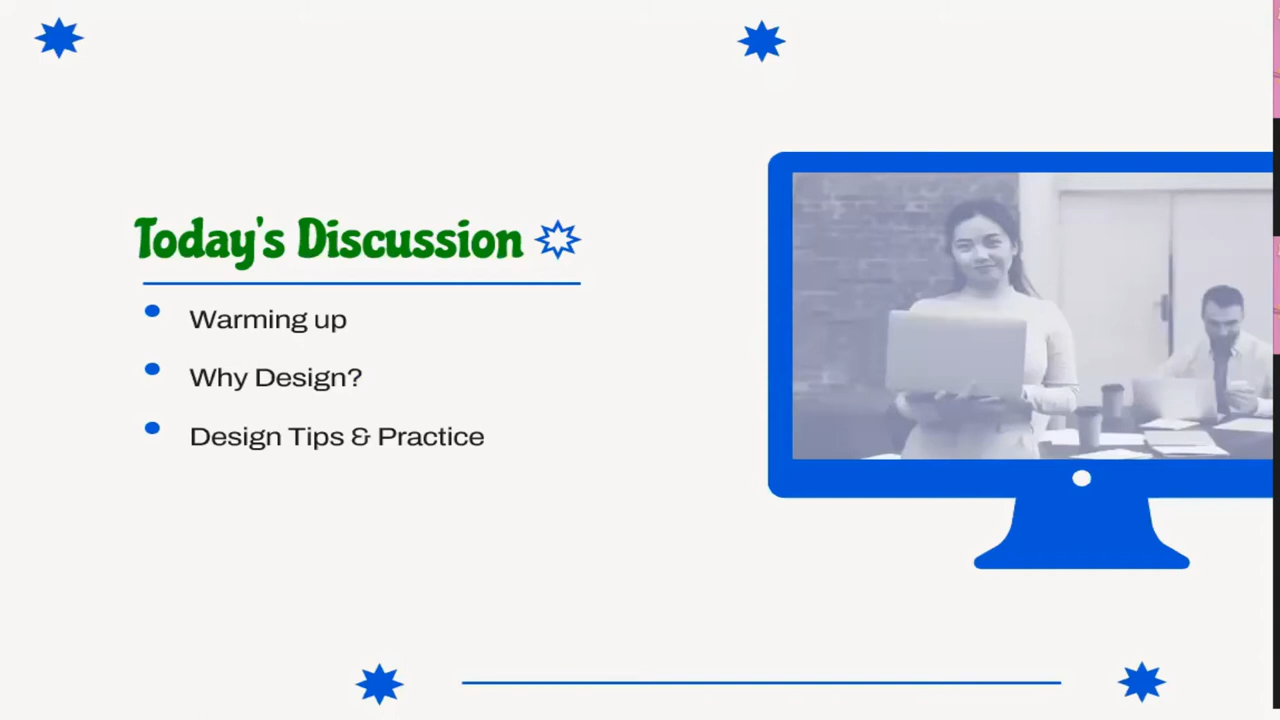 Today's Discussion
Warming up
Why Design?
Design Tips & Practice